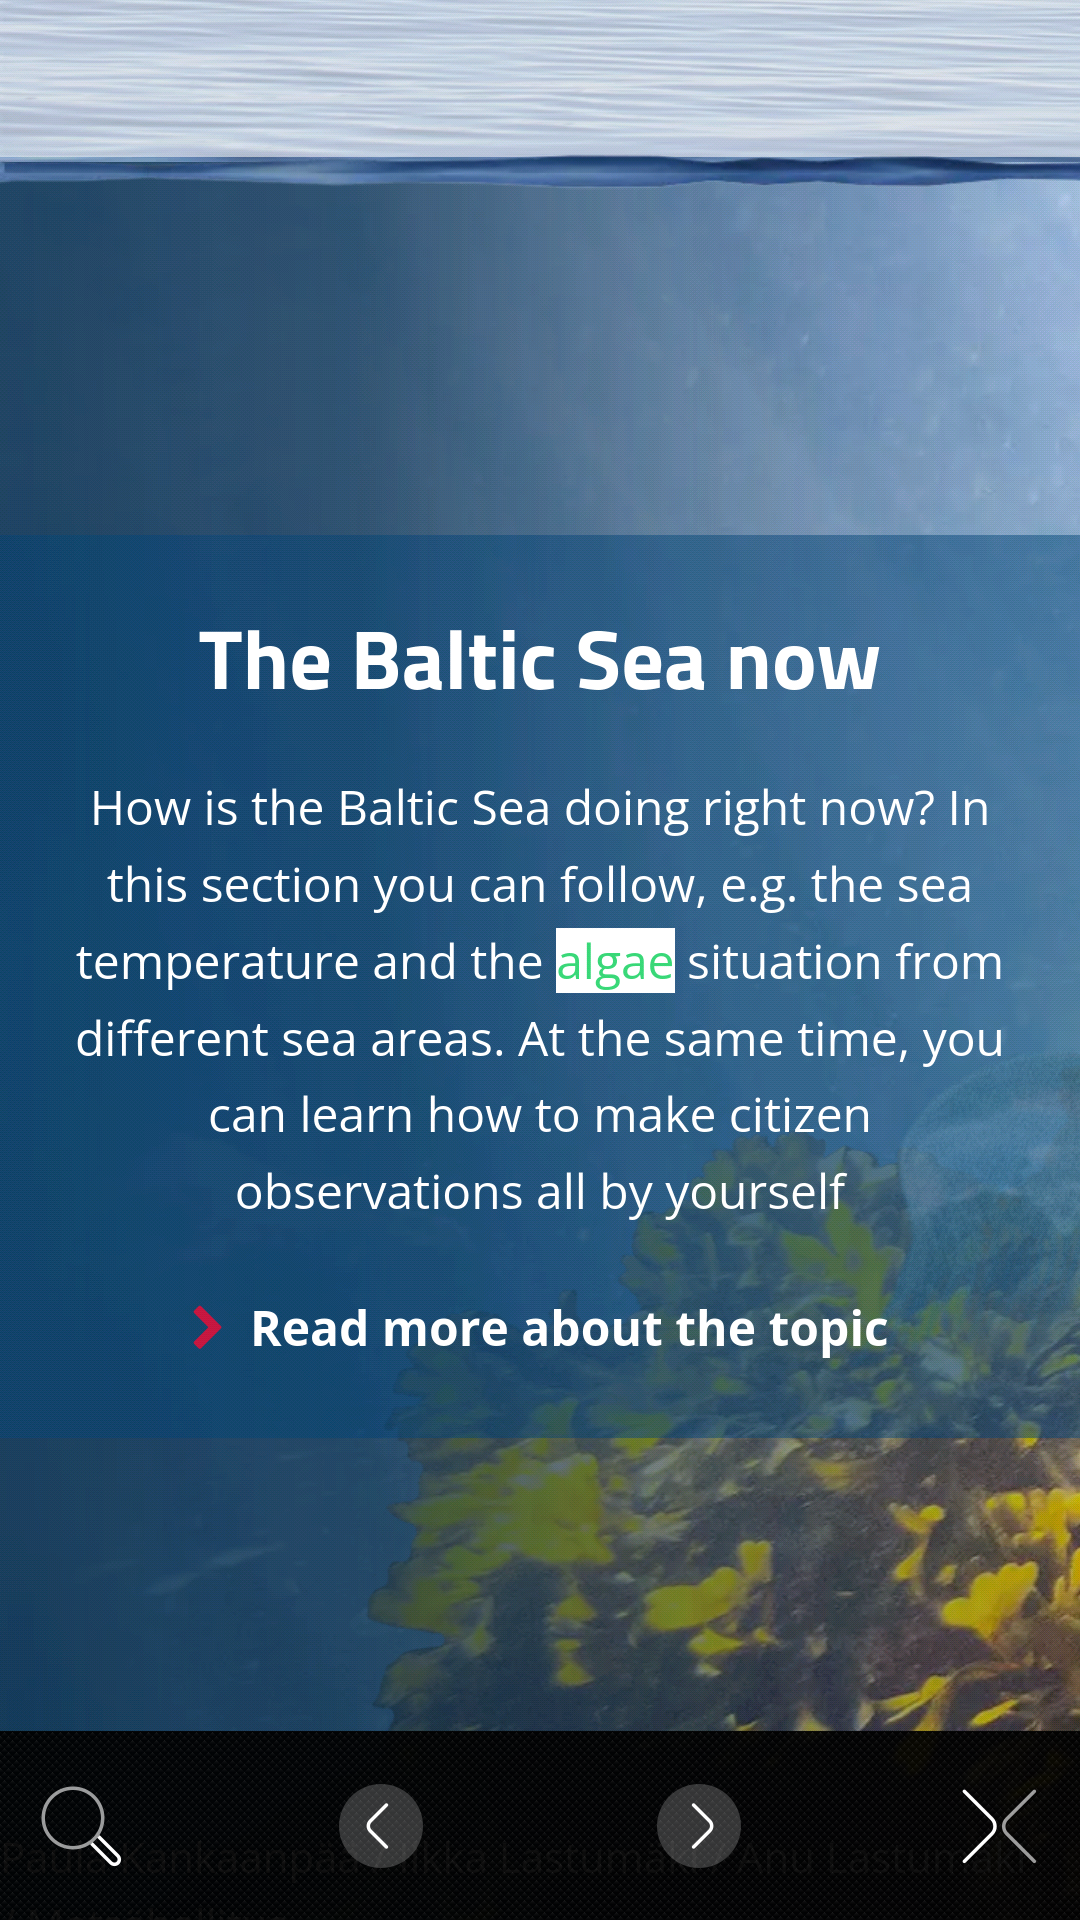 The Baltic Sea now
How is the Baltic Sea doing right now? In
this section you can follow, e.g. the sea
temperature and the algae situation from
different sea areas. At the same time, you
can learn how to make citizen
observations all by yourself
Read more about the topic